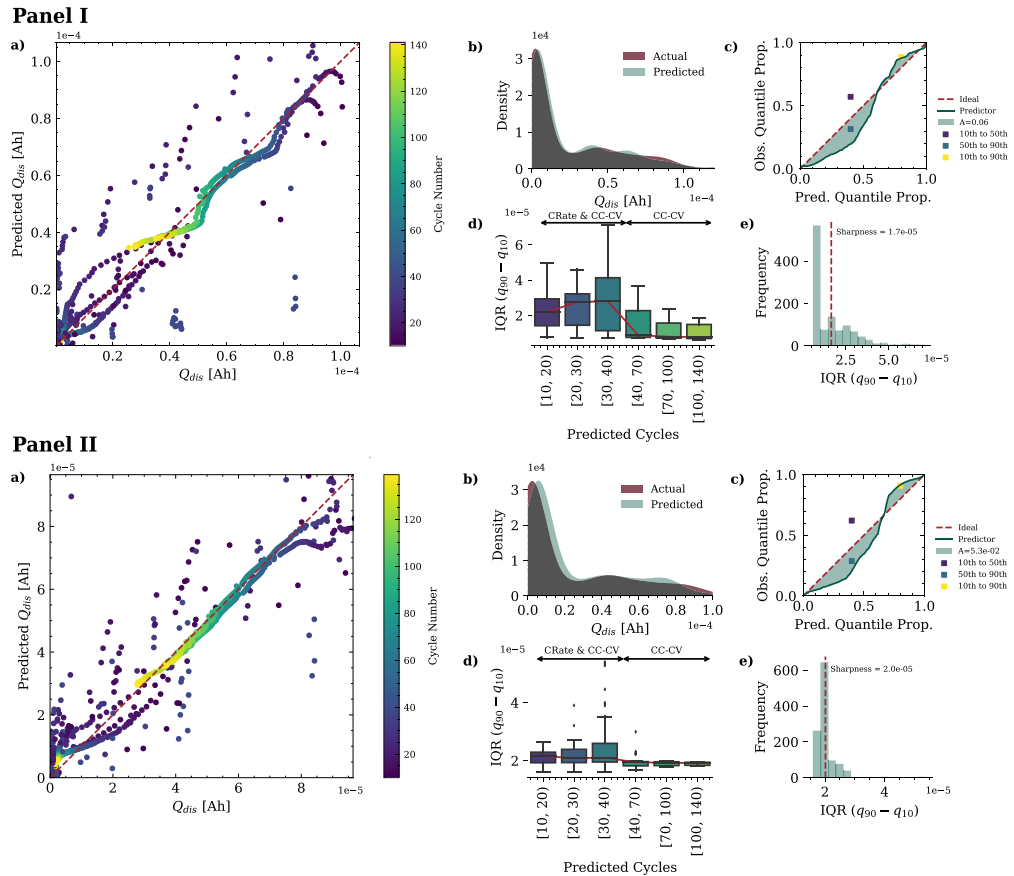 Panel I
a)
1e−4
Predicted Q_dis [Ah]
1.0
0.8
0.6
0.4
0.2
0.2
0.4
0.6
0.8
1.0
1e−4
Q_dis [Ah]
140
120
100
80
60
40
20
Cycle Number
b)
1e4
Density
3
2
1
0
Actual
Predicted
0.0
0.5
1.0
1e−4
Q_dis [Ah]
c)
Obs. Quantile Prop.
1.0
0.5
0.0
0.0
0.5
1.0
Pred. Quantile Prop.
Ideal
Predictor
A=0.06
10th to 50th
50th to 90th
10th to 90th
d)
1e−5
CRate & CC-CV
CC-CV
IQR (q90 − q10)
6
4
2
[10, 20)
[20, 30)
[30, 40)
[40, 70)
[70, 100)
[100, 140)
Predicted Cycles
e)
Frequency
400
200
0
Sharpness = 1.7e-05
2.5
5.0
1e−5
IQR (q90 − q10)
Panel II
a)
1e−5
Predicted Q_dis [Ah]
8
6
4
2
0
0
2
4
6
8
1e−5
Q_dis [Ah]
140
120
100
80
60
40
20
Cycle Number
b)
1e4
Density
3
2
1
0
Actual
Predicted
0.0
0.2
0.4
0.6
0.8
1.0
1e−4
Q_dis [Ah]
c)
Obs. Quantile Prop.
1.0
0.5
0.0
0.0
0.5
1.0
Pred. Quantile Prop.
Ideal
Predictor
A=5.3e-02
10th to 50th
50th to 90th
10th to 90th
d)
1e−5
CRate & CC-CV
CC-CV
IQR (q90 − q10)
4
2
[10, 20)
[20, 30)
[30, 40)
[40, 70)
[70, 100)
[100, 140)
Predicted Cycles
e)
Frequency
600
400
200
0
Sharpness = 2.0e-05
2
4
1e−5
IQR (q90 − q10)